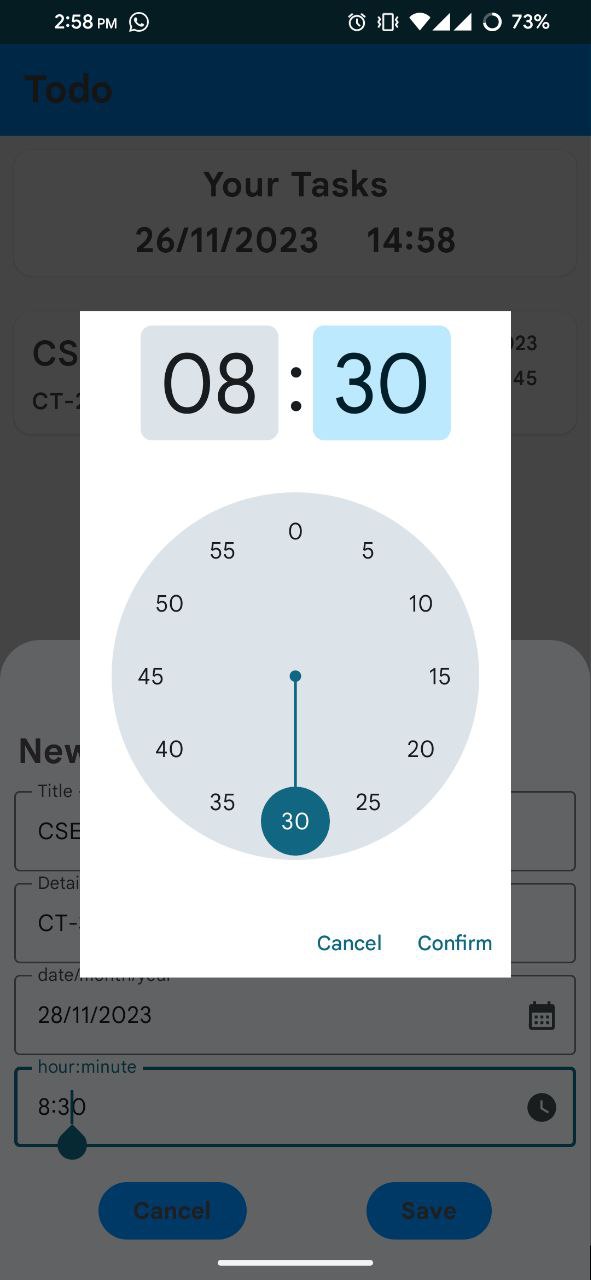 2:58 PM 73%
Todo
Your Tasks
26/11/2023 14:58
08:30
0
55 5
50 10
45 15
40 20
35 25
30
Cancel Confirm
New
Title
CSE
CT-
date/month/year
28/11/2023
hour:minute
8:30
Cancel Save